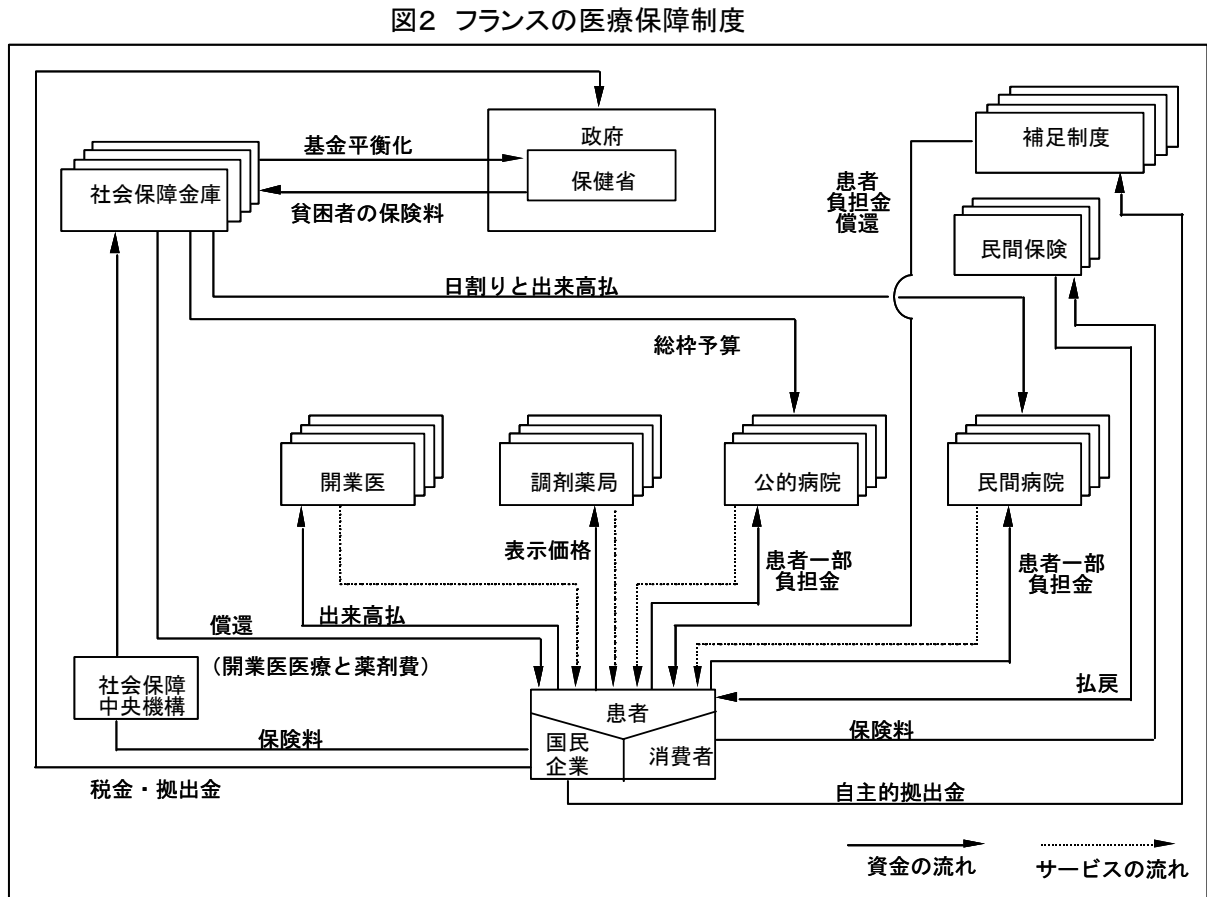 図2 フランスの医療保障制度
政府
保健省
基金平衡化
社会保障金庫
貧困者の保険料
補足制度
患者
負担金
償還
民間保険
日割りと出来高払
総枠予算
開業医
調剤薬局
公的病院
民間病院
表示価格
患者一部
負担金
患者一部
負担金
出来高払
償還
(開業医医療と薬剤費)
社会保障
中央機構
患者
払戻
国民
企業
消費者
保険料
保険料
税金・拠出金
自主的拠出金
資金の流れ
サービスの流れ